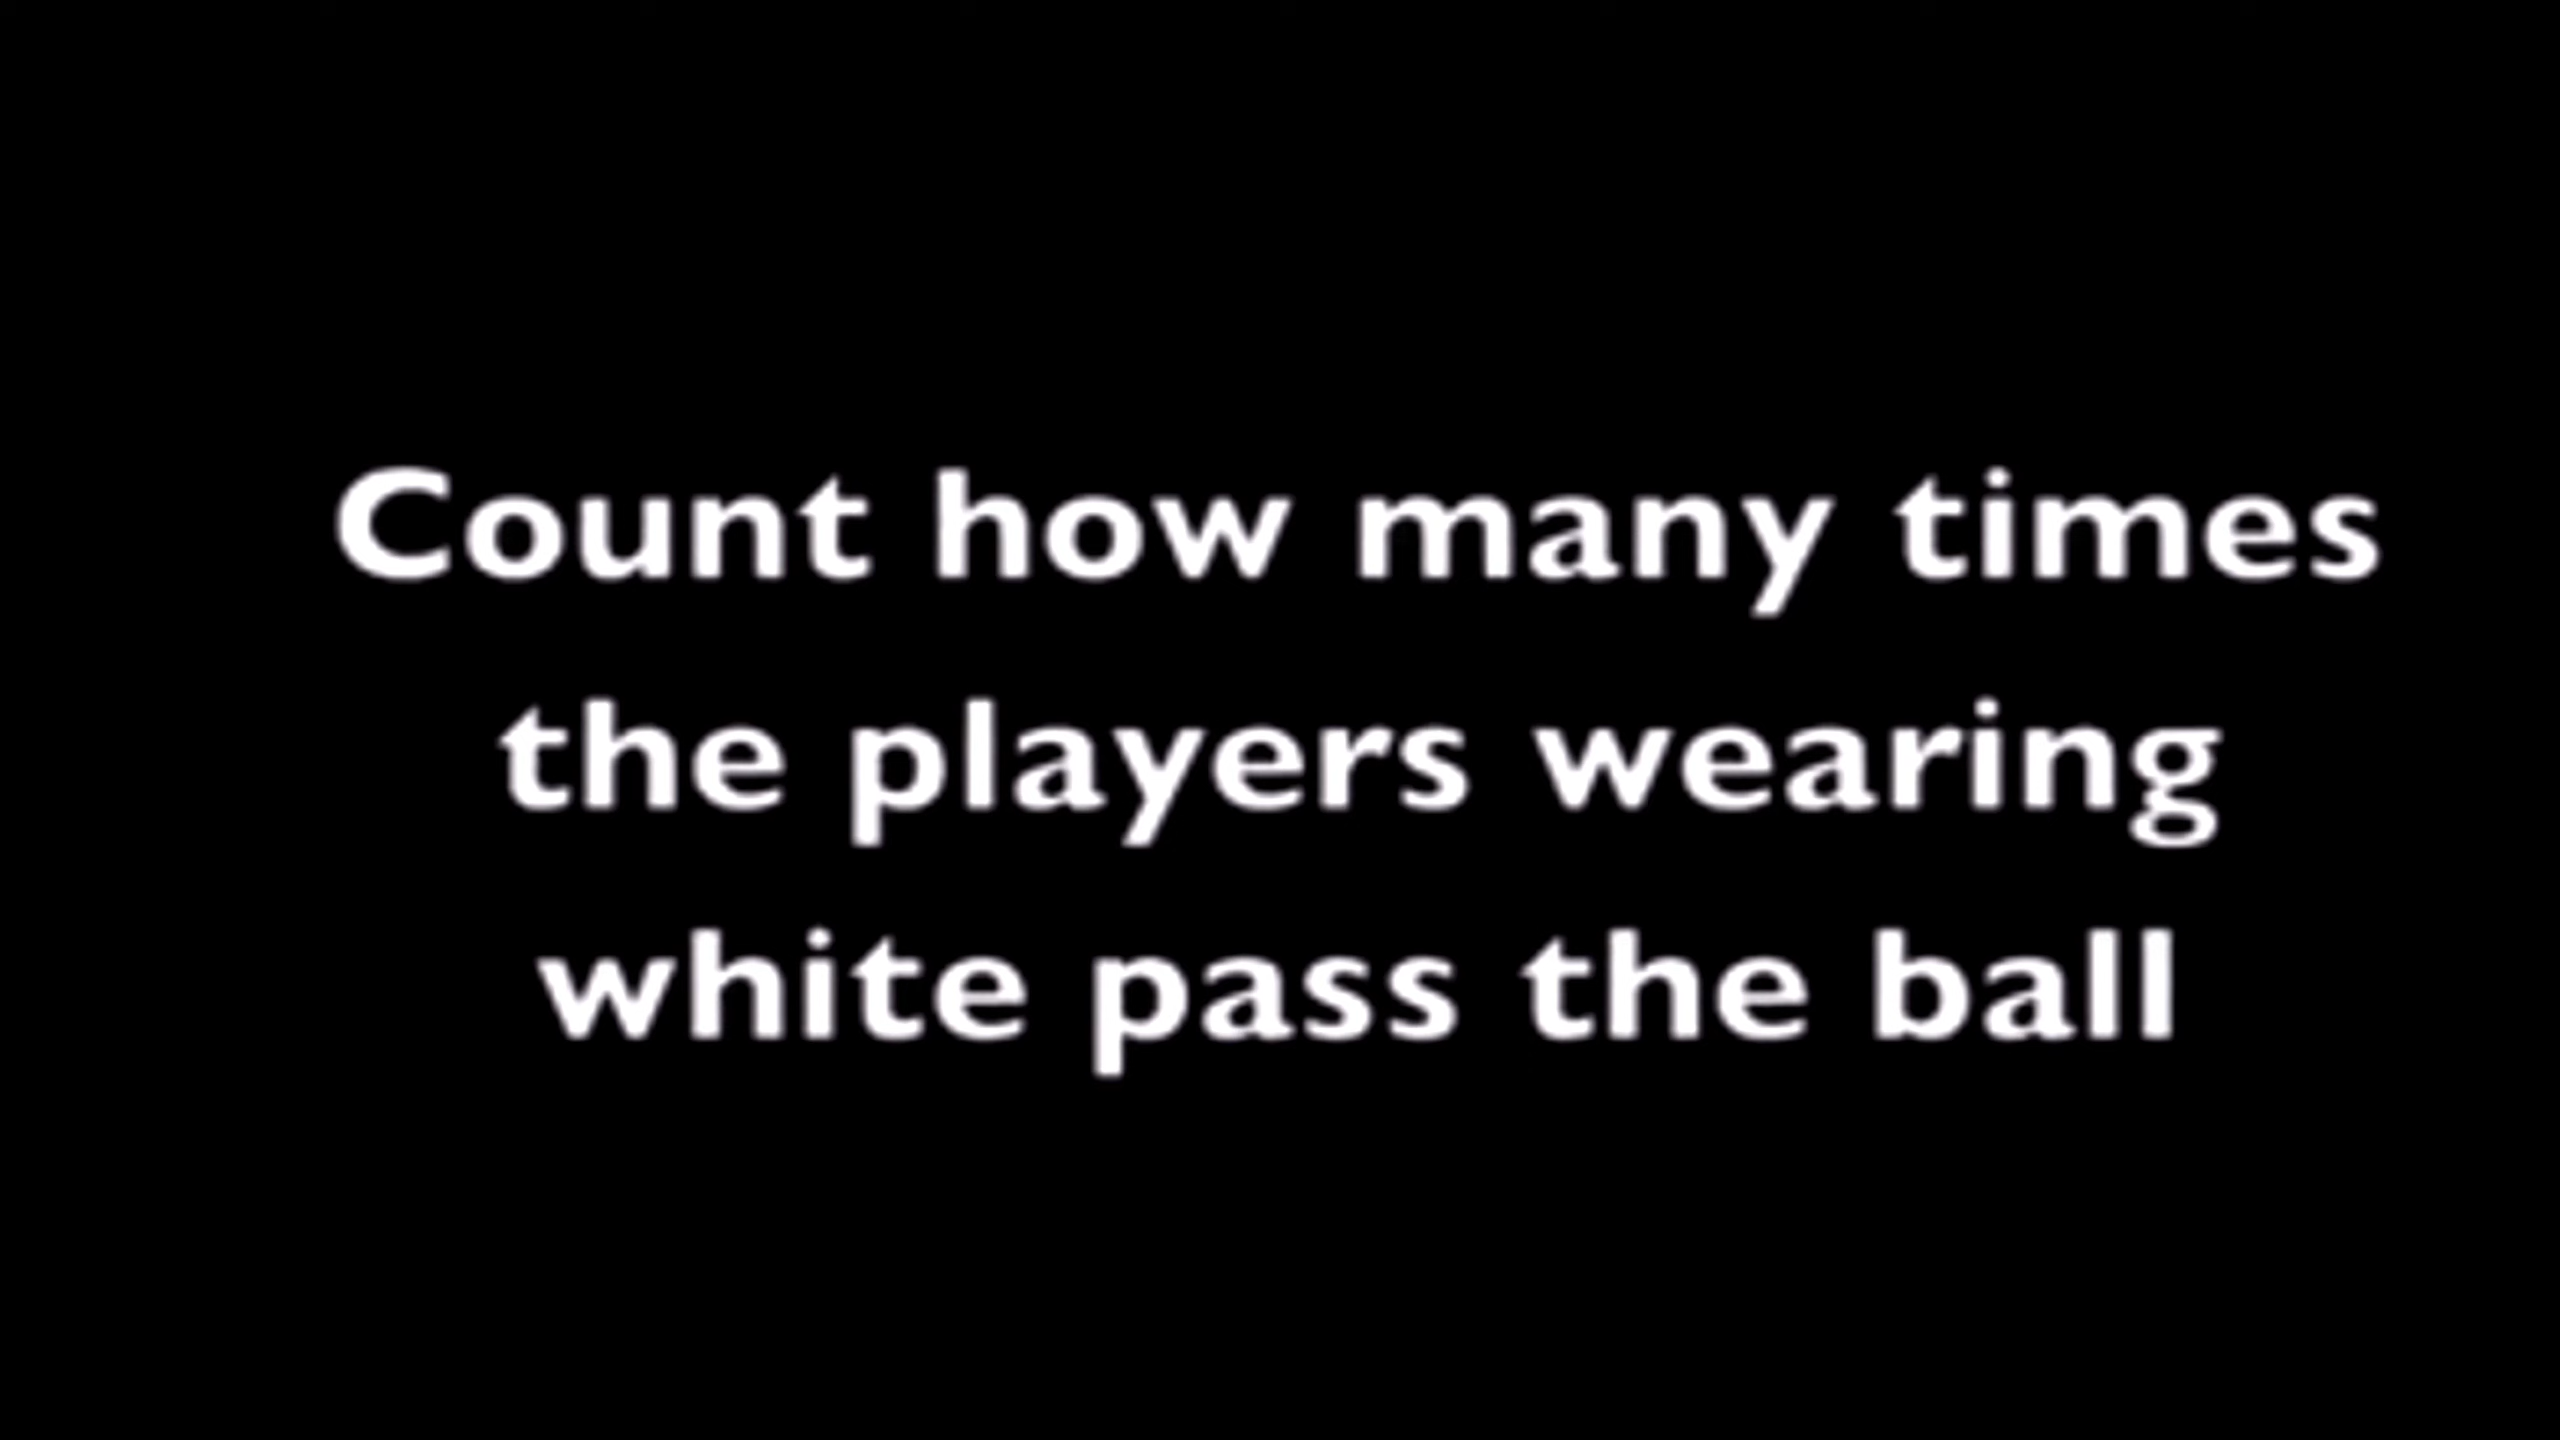 Count how many times
the players wearing
white pass the ball